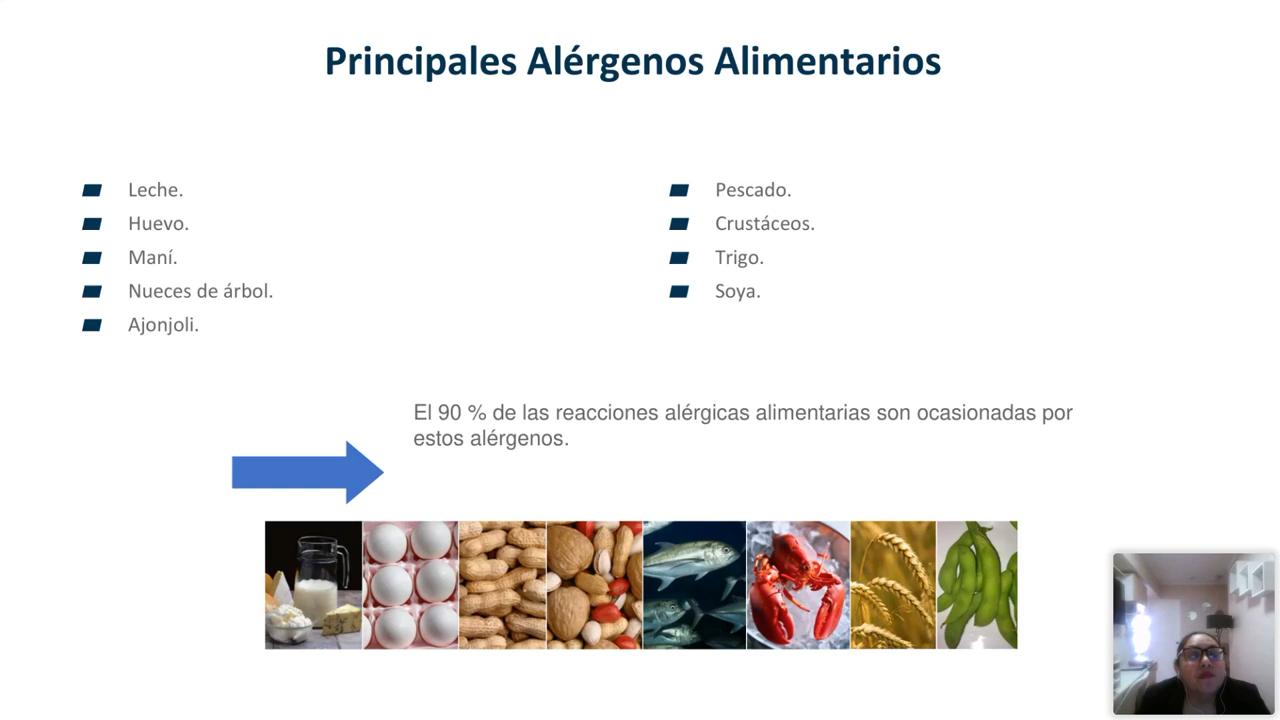 Principales Alérgenos Alimentarios
Leche.
Huevo.
Maní.
Nueces de árbol.
Ajonjoli.
Pescado.
Crustáceos.
Trigo.
Soya.
El 90 % de las reacciones alérgicas alimentarias son ocasionadas por
estos alérgenos.